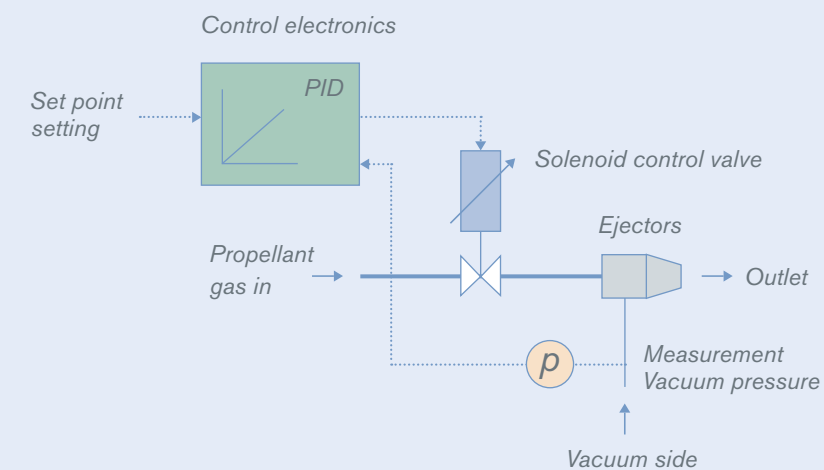 Control electronics
PID
Set point
setting
Solenoid control valve
Ejectors
Propellant
gas in
Outlet
p
Measurement
Vacuum pressure
Vacuum side